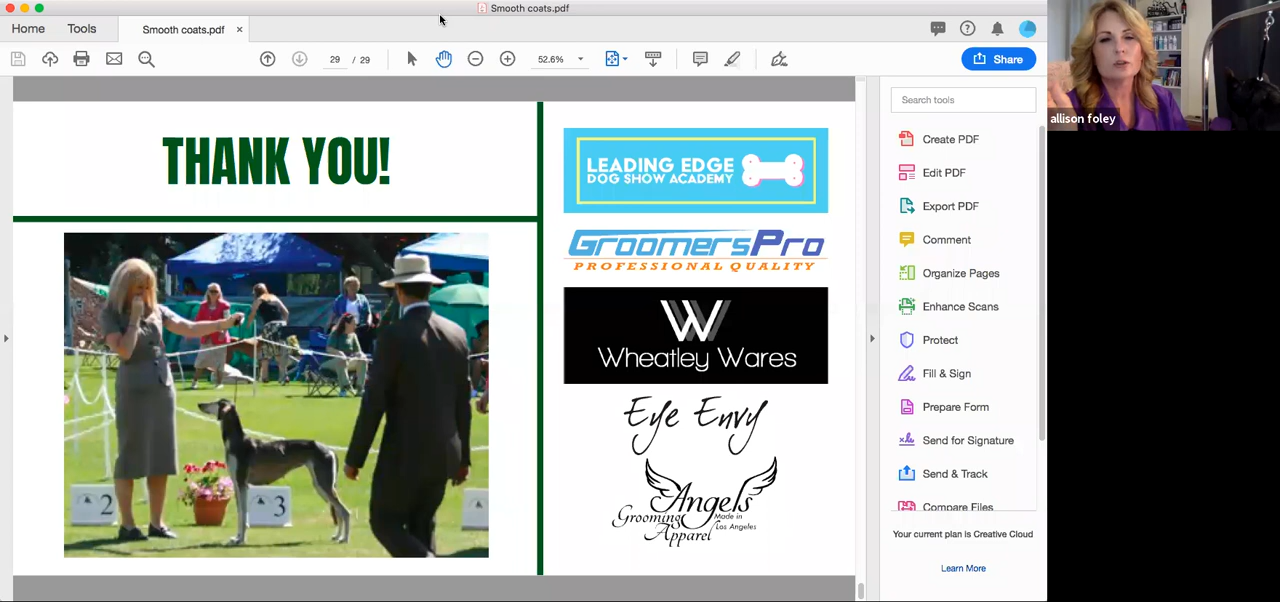 Smooth coats.pdf
Home
Tools
Smooth coats.pdf
29 / 29
52.6%
Share
THANK YOU!
2
3
LEADING EDGE
DOG SHOW ACADEMY
GroomersPro
PROFESSIONAL QUALITY
W
Wheatley Wares
Eye Envy
Angels
Grooming
Made in
Los Angeles
Apparel
Search tools
Create PDF
Edit PDF
Export PDF
Comment
Organize Pages
Enhance Scans
Protect
Fill & Sign
Prepare Form
Send for Signature
Send & Track
Compare Files
Your current plan is Creative Cloud
Learn More
allison foley